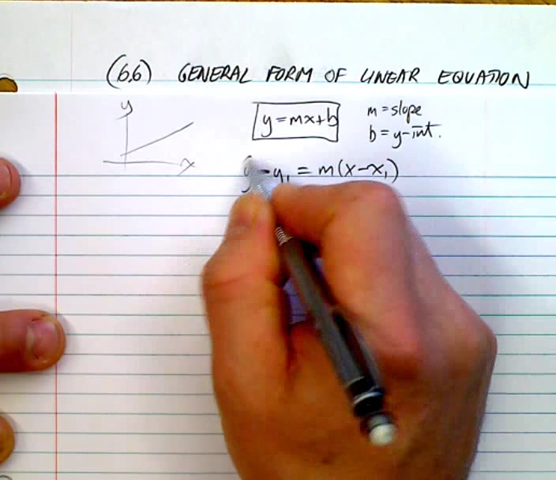 (6.6) GENERAL FORM OF LINEAR EQUATION
y
x
y = mx+b
m = slope
b = y-int.
y-y₁ = m(x-x₁)